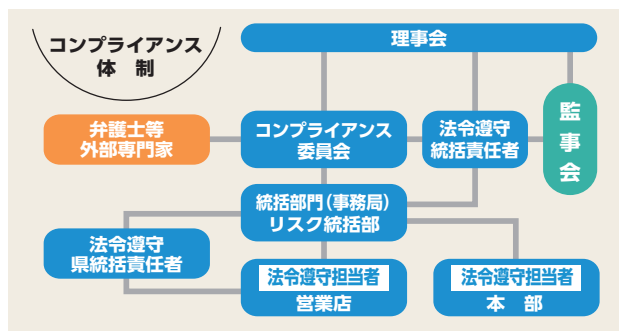 コンプライアンス
体制
理事会
弁護士等
外部専門家
コンプライアンス
委員会
法令遵守
統括責任者
監事会
統括部門(事務局)
リスク統括部
法令遵守
県統括責任者
法令遵守担当者
営業店
法令遵守担当者
本部